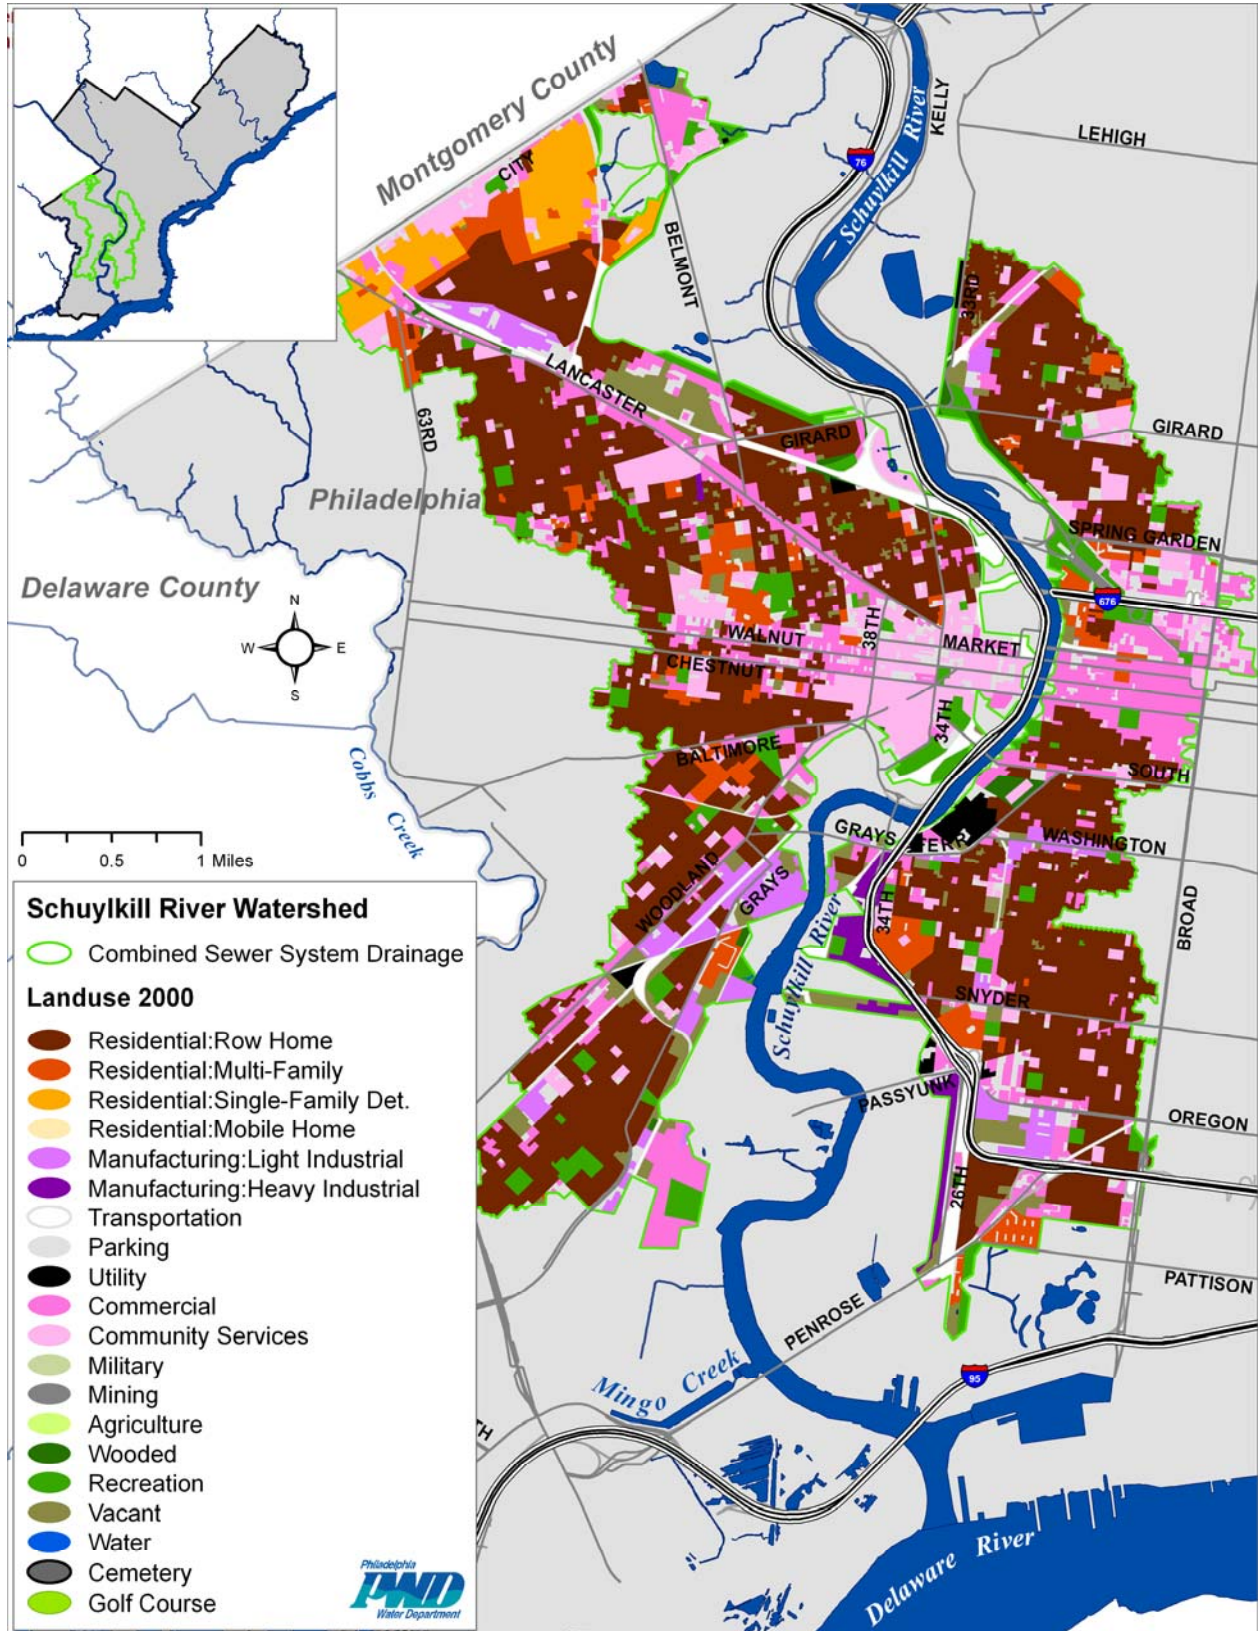 Montgomery County
CITY
76
Schuylkill River
KELLY
LEHIGH
BELMONT
33RD
LANCASTER
63RD
GIRARD
GIRARD
Philadelphia
SPRING GARDEN
Delaware County
N
W
E
S
676
38TH
WALNUT
MARKET
CHESTNUT
34TH
BALTIMORE
SOUTH
Cobbs Creek
GRAYS FERRY
WASHINGTON
0 0.5 1 Miles
WOODLAND
GRAYS
34TH
Schuylkill River
BROAD
SNYDER
PASSYUNK
OREGON
26TH
PATTISON
PENROSE
Mingo Creek
95
TH
Delaware River
Schuylkill River Watershed
Combined Sewer System Drainage
Landuse 2000
Residential:Row Home
Residential:Multi-Family
Residential:Single-Family Det.
Residential:Mobile Home
Manufacturing:Light Industrial
Manufacturing:Heavy Industrial
Transportation
Parking
Utility
Commercial
Community Services
Military
Mining
Agriculture
Wooded
Recreation
Vacant
Water
Cemetery
Golf Course
Philadelphia
PWD
Water Department